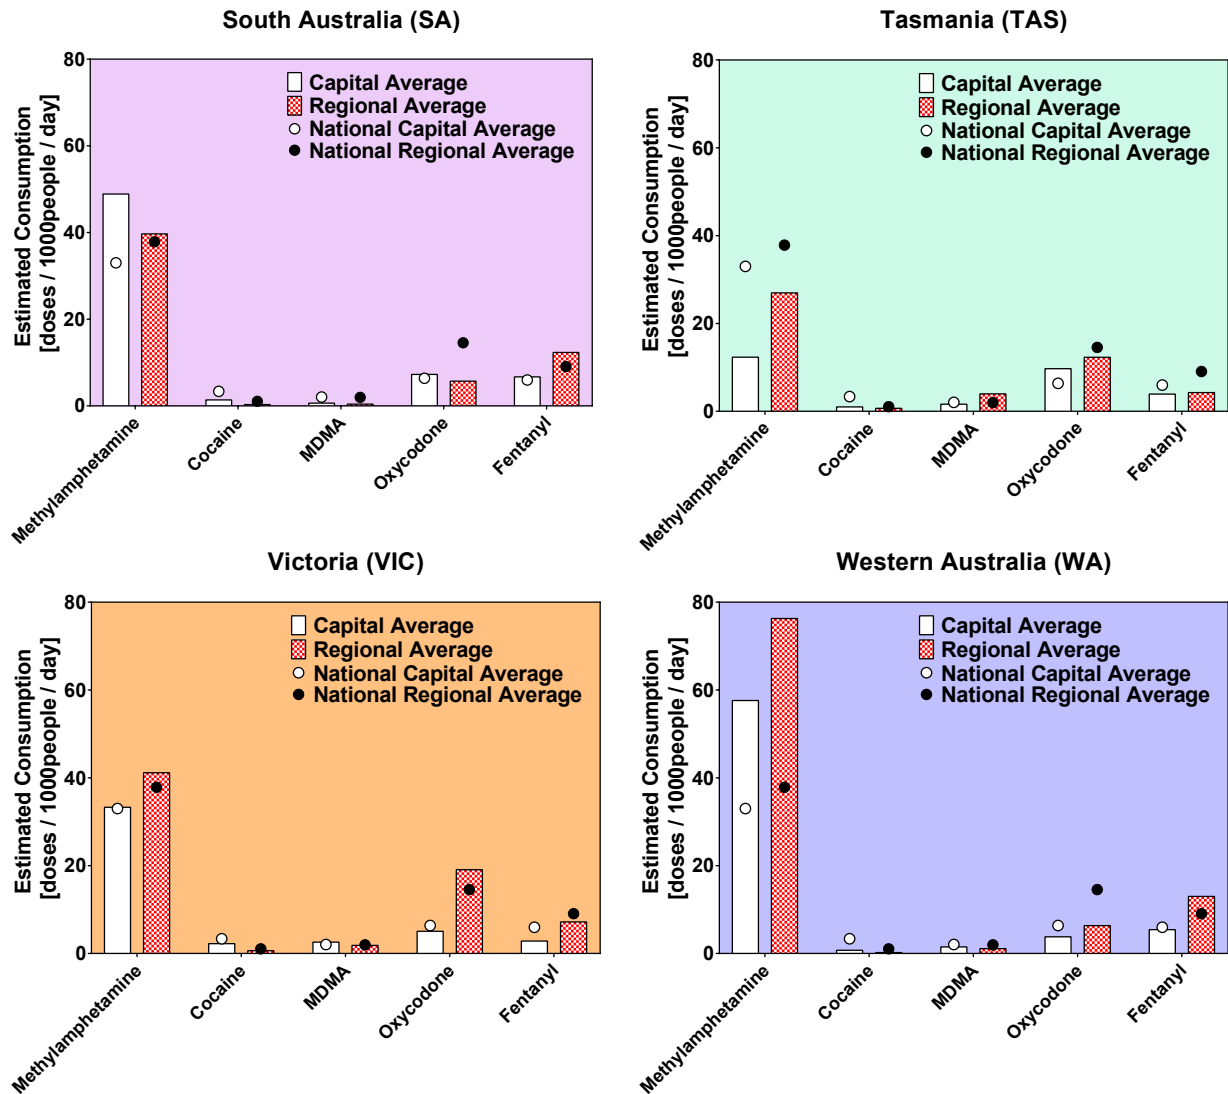 South Australia (SA)
Estimated Consumption
[doses / 1000people / day]
80
60
40
20
0
Capital Average
Regional Average
National Capital Average
National Regional Average
Methylamphetamine
Cocaine
MDMA
Oxycodone
Fentanyl
Tasmania (TAS)
Estimated Consumption
[doses / 1000people / day]
80
60
40
20
0
Capital Average
Regional Average
National Capital Average
National Regional Average
Methylamphetamine
Cocaine
MDMA
Oxycodone
Fentanyl
Victoria (VIC)
Estimated Consumption
[doses / 1000people / day]
80
60
40
20
0
Capital Average
Regional Average
National Capital Average
National Regional Average
Methylamphetamine
Cocaine
MDMA
Oxycodone
Fentanyl
Western Australia (WA)
Estimated Consumption
[doses / 1000people / day]
80
60
40
20
0
Capital Average
Regional Average
National Capital Average
National Regional Average
Methylamphetamine
Cocaine
MDMA
Oxycodone
Fentanyl